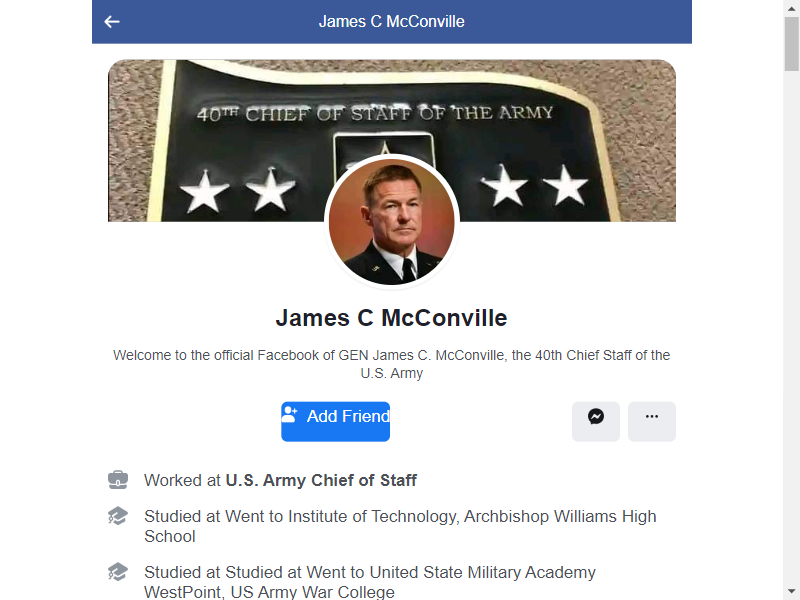 James C McConville
40TH CHIEF OF STAFF OF THE ARMY
James C McConville
Welcome to the official Facebook of GEN James C. McConville, the 40th Chief Staff of the
U.S. Army
Add Friend
Worked at U.S. Army Chief of Staff
Studied at Went to Institute of Technology, Archbishop Williams High
School
Studied at Studied at Went to United State Military Academy
WestPoint, US Army War College